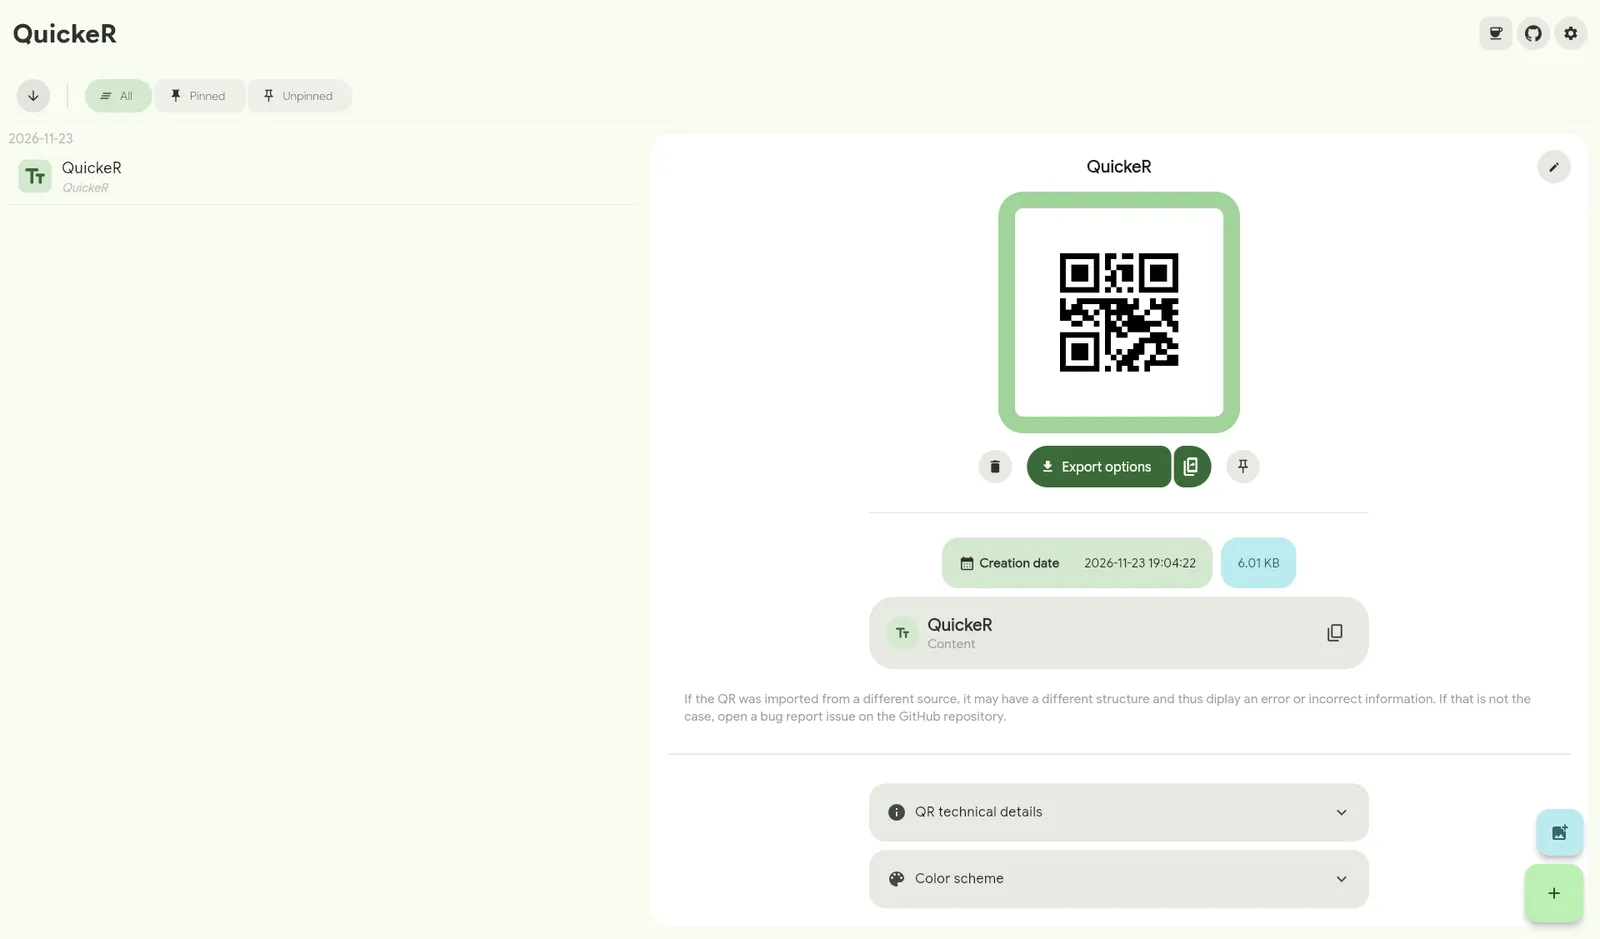 QuickeR
All
Pinned
Unpinned
2026-11-23
QuickeR
QuickeR
QuickeR
Export options
Creation date 2026-11-23 19:04:22
6.01 KB
QuickeR
Content
If the QR was imported from a different source, it may have a different structure and thus diplay an error or incorrect information. If that is not the
case, open a bug report issue on the GitHub repository.
QR technical details
Color scheme